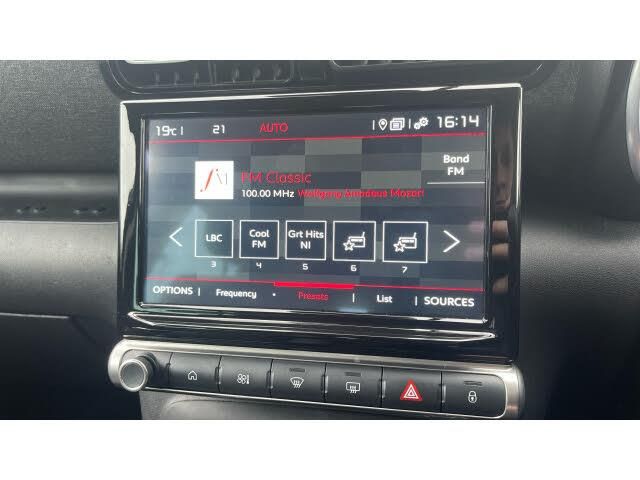 19°C | 21 AUTO | | 16:14
Band
FM
FM Classic
100.00 MHz Wolfgang Amadeus Mozart
LBC
Cool
FM
Grt Hits
NI
3 4 5 6 7
OPTIONS | Frequency • Presets | List | SOURCES